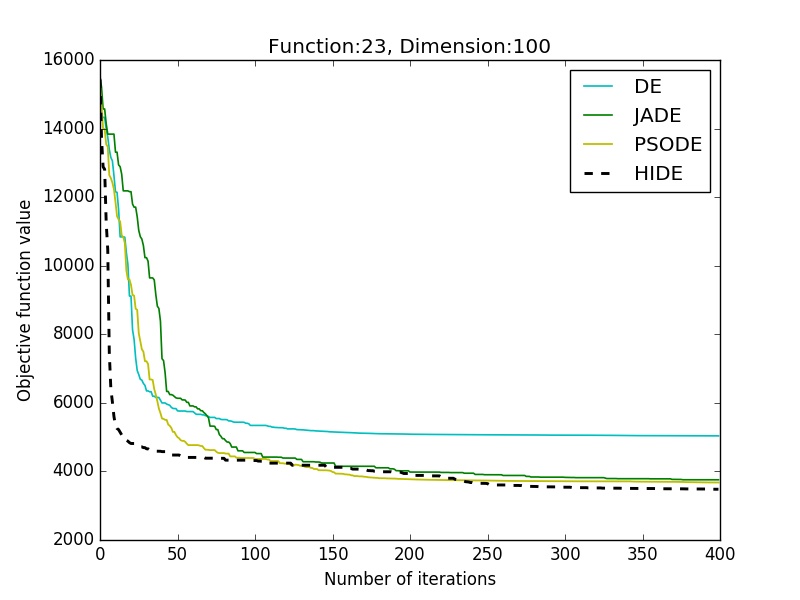 Function:23, Dimension:100
16000
14000
12000
10000
8000
6000
4000
2000
Objective function value
0
50
100
150
200
250
300
350
400
Number of iterations
DE
JADE
PSODE
HIDE